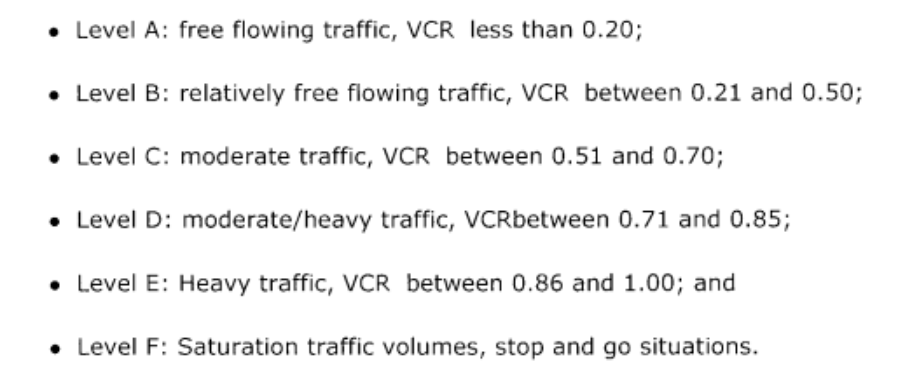 • Level A: free flowing traffic, VCR less than 0.20;
• Level B: relatively free flowing traffic, VCR between 0.21 and 0.50;
• Level C: moderate traffic, VCR between 0.51 and 0.70;
• Level D: moderate/heavy traffic, VCRbetween 0.71 and 0.85;
• Level E: Heavy traffic, VCR between 0.86 and 1.00; and
• Level F: Saturation traffic volumes, stop and go situations.